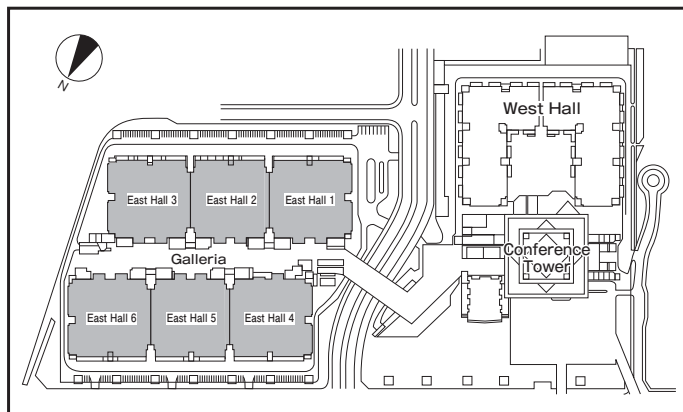 N
West Hall
East Hall 3
East Hall 2
East Hall 1
Galleria
Conference
Tower
East Hall 6
East Hall 5
East Hall 4